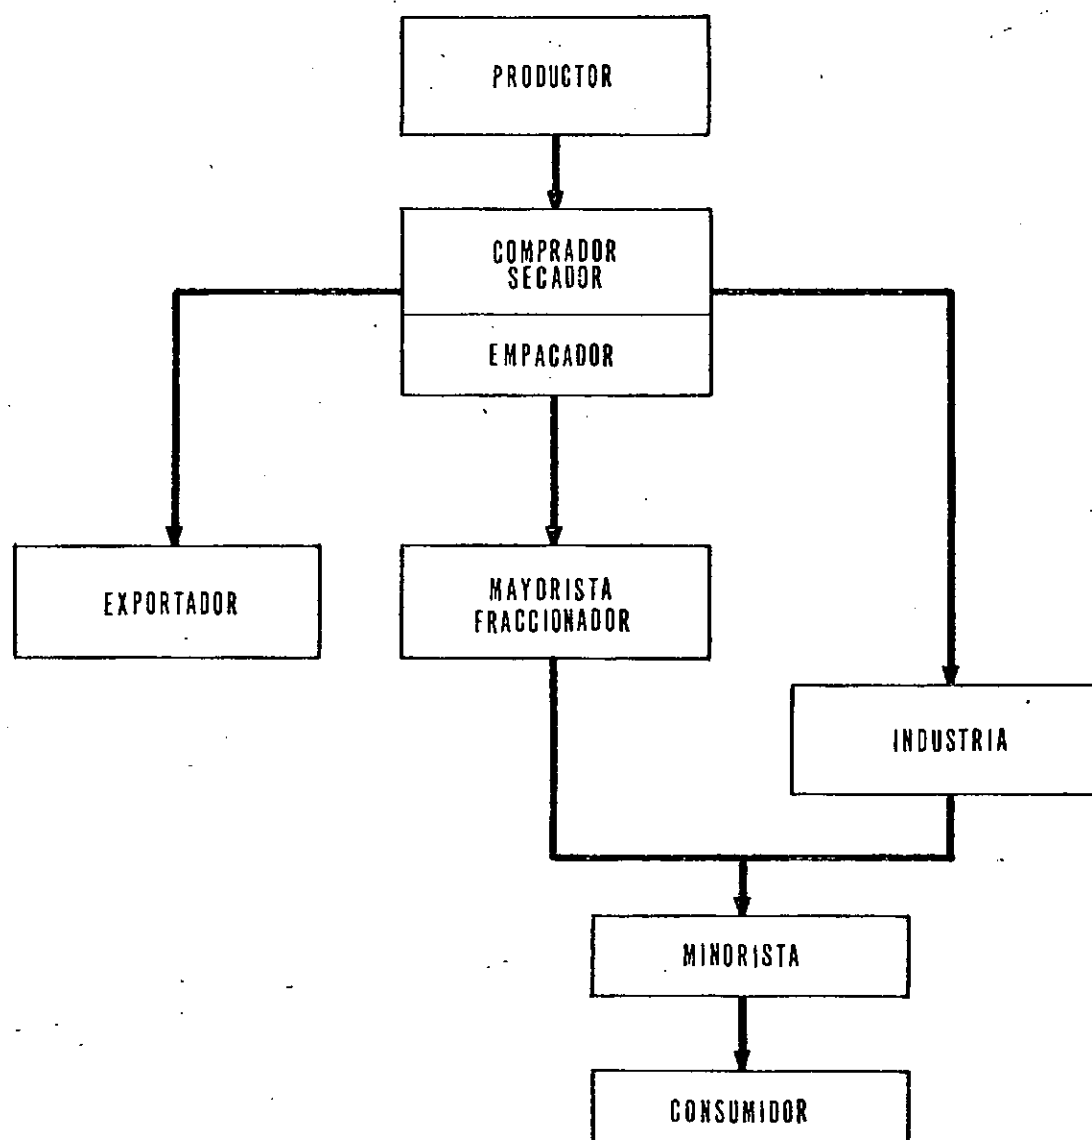 PRODUCTOR
COMPRADOR
SECADOR
EMPACADOR
EXPORTADOR
MAYORISTA
FRACCIONADOR
INDUSTRIA
MINORISTA
CONSUMIDOR